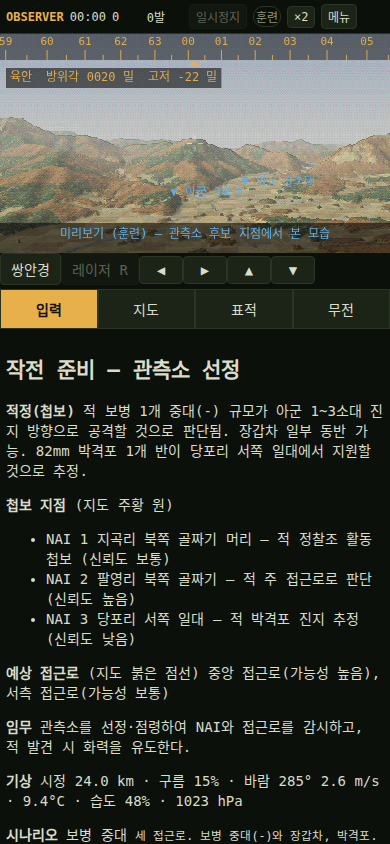 OBSERVER 00:00 0 0발 일시정지 훈련 ×2 메뉴
59 60 61 62 63 00 01 02 03 04 05
육안 방위각 0020 밀 고저 -22 밀
미리보기 (훈련) — 관측소 후보 지점에서 본 모습
쌍안경 레이저 R ◀ ▶ ▲ ▼
입력 지도 표적 무전
작전 준비 — 관측소 선정
적정(첩보) 적 보병 1개 중대(-) 규모가 아군 1~3소대 진
지 방향으로 공격할 것으로 판단됨. 장갑차 일부 동반 가
능. 82mm 박격포 1개 반이 당포리 서쪽 일대에서 지원할
것으로 추정.
첩보 지점 (지도 주황 원)
• NAI 1 지곡리 북쪽 골짜기 머리 — 적 정찰조 활동
첩보 (신뢰도 보통)
• NAI 2 팔영리 북쪽 골짜기 — 적 주 접근로로 판단
(신뢰도 높음)
• NAI 3 당포리 서쪽 일대 — 적 박격포 진지 추정
(신뢰도 낮음)
예상 접근로 (지도 붉은 점선) 중앙 접근로(가능성 높음),
서측 접근로(가능성 보통)
임무 관측소를 선정·점령하여 NAI와 접근로를 감시하고,
적 발견 시 화력을 유도한다.
기상 시정 24.0 km · 구름 15% · 바람 285° 2.6 m/s
· 9.4°C · 습도 48% · 1023 hPa
시나리오 보병 중대 세 접근로. 보병 중대(-)와 장갑차, 박격포.